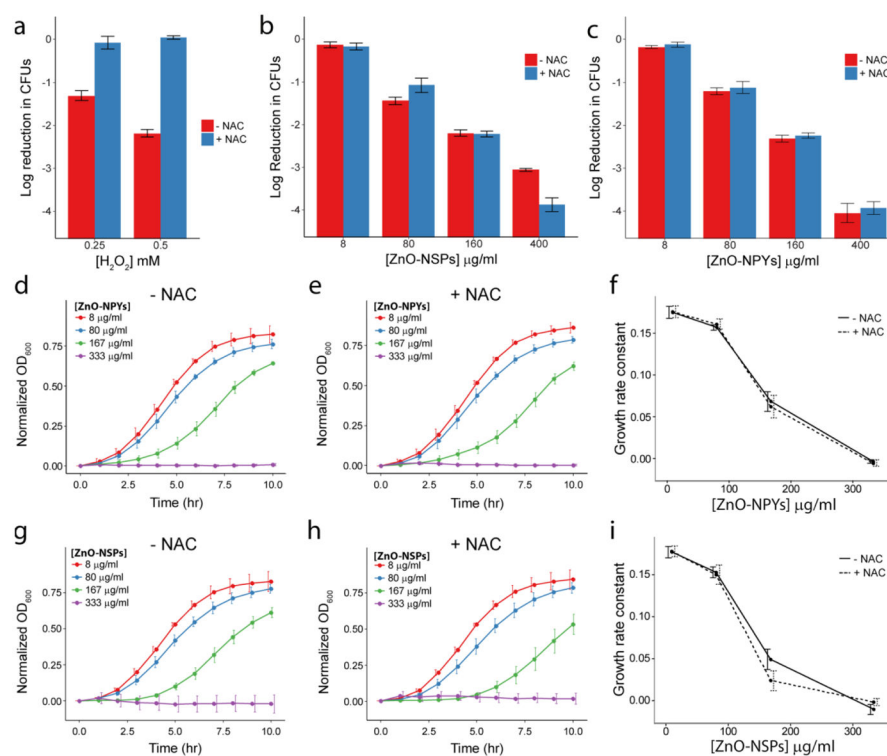 a
0
-1
-2
-3
-4
Log reduction in CFUs
- NAC
+ NAC
0.25
0.5
[H₂O₂] mM
b
0
-1
-2
-3
-4
Log Reduction in CFUs
- NAC
+ NAC
8
80
160
400
[ZnO-NSPs] μg/ml
c
0
-1
-2
-3
-4
Log Reduction in CFUs
- NAC
+ NAC
8
80
160
400
[ZnO-NPYs] μg/ml
d
- NAC
[ZnO-NPYs]
8 μg/ml
80 μg/ml
167 μg/ml
333 μg/ml
0.75
0.50
0.25
0.00
Normalized OD₆₀₀
0.0
2.5
5.0
7.5
10.0
Time (hr)
e
+ NAC
[ZnO-NPYs]
8 μg/ml
80 μg/ml
167 μg/ml
333 μg/ml
0.75
0.50
0.25
0.00
Normalized OD₆₀₀
0.0
2.5
5.0
7.5
10.0
Time (hr)
f
- NAC
+ NAC
0.15
0.10
0.05
0.00
Growth rate constant
0
100
200
300
[ZnO-NPYs] μg/ml
g
- NAC
[ZnO-NSPs]
8 μg/ml
80 μg/ml
167 μg/ml
333 μg/ml
0.75
0.50
0.25
0.00
Normalized OD₆₀₀
0.0
2.5
5.0
7.5
10.0
Time (hr)
h
+ NAC
[ZnO-NSPs]
8 μg/ml
80 μg/ml
167 μg/ml
333 μg/ml
0.75
0.50
0.25
0.00
Normalized OD₆₀₀
0.0
2.5
5.0
7.5
10.0
Time (hr)
i
- NAC
+ NAC
0.15
0.15
0.05
0.00
Growth rate constant
0
100
200
300
[ZnO-NSPs] μg/ml